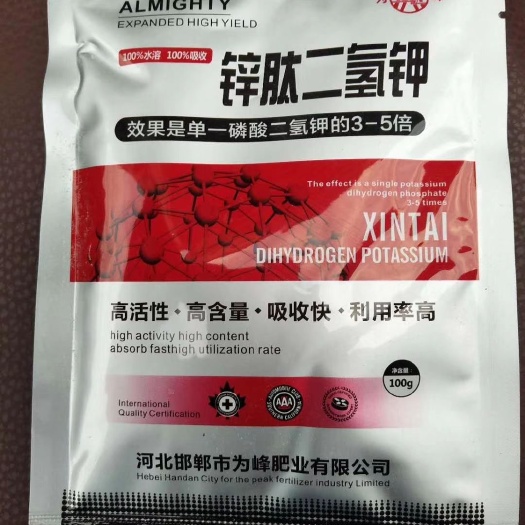 ALMIGHTY
EXPANDED HIGH YIELD
100%水溶 100%吸收
锌肽二氢钾
效果是单一磷酸二氢钾的3-5倍
The effect is a single potassium
dihydrogen phosphate
3-5 times
XINTAI
DIHYDROGEN POTASSIUM
高活性·高含量·吸收快·利用率高
high activity high content
absorb fasthigh utilization rate
净含量:
100g
International
Quality Certification
AAA
河北邯郸市为峰肥业有限公司
Hebei Handan City for the peak fertilizer industry Limited